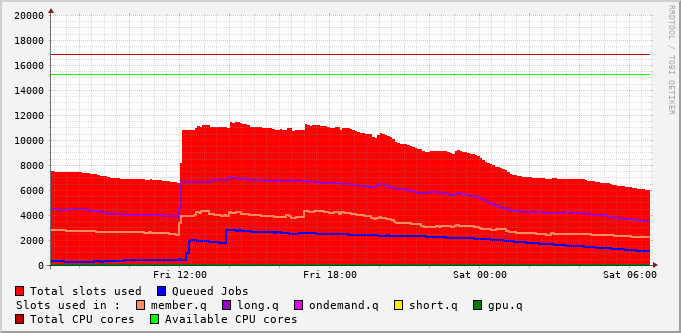 20000
18000
16000
14000
12000
10000
8000
6000
4000
2000
0
Fri 12:00 Fri 18:00 Sat 00:00 Sat 06:00
RRDTOOL / TOBI OETIKER
Total slots used Queued Jobs
Slots used in : member.q long.q ondemand.q short.q gpu.q
Total CPU cores Available CPU cores